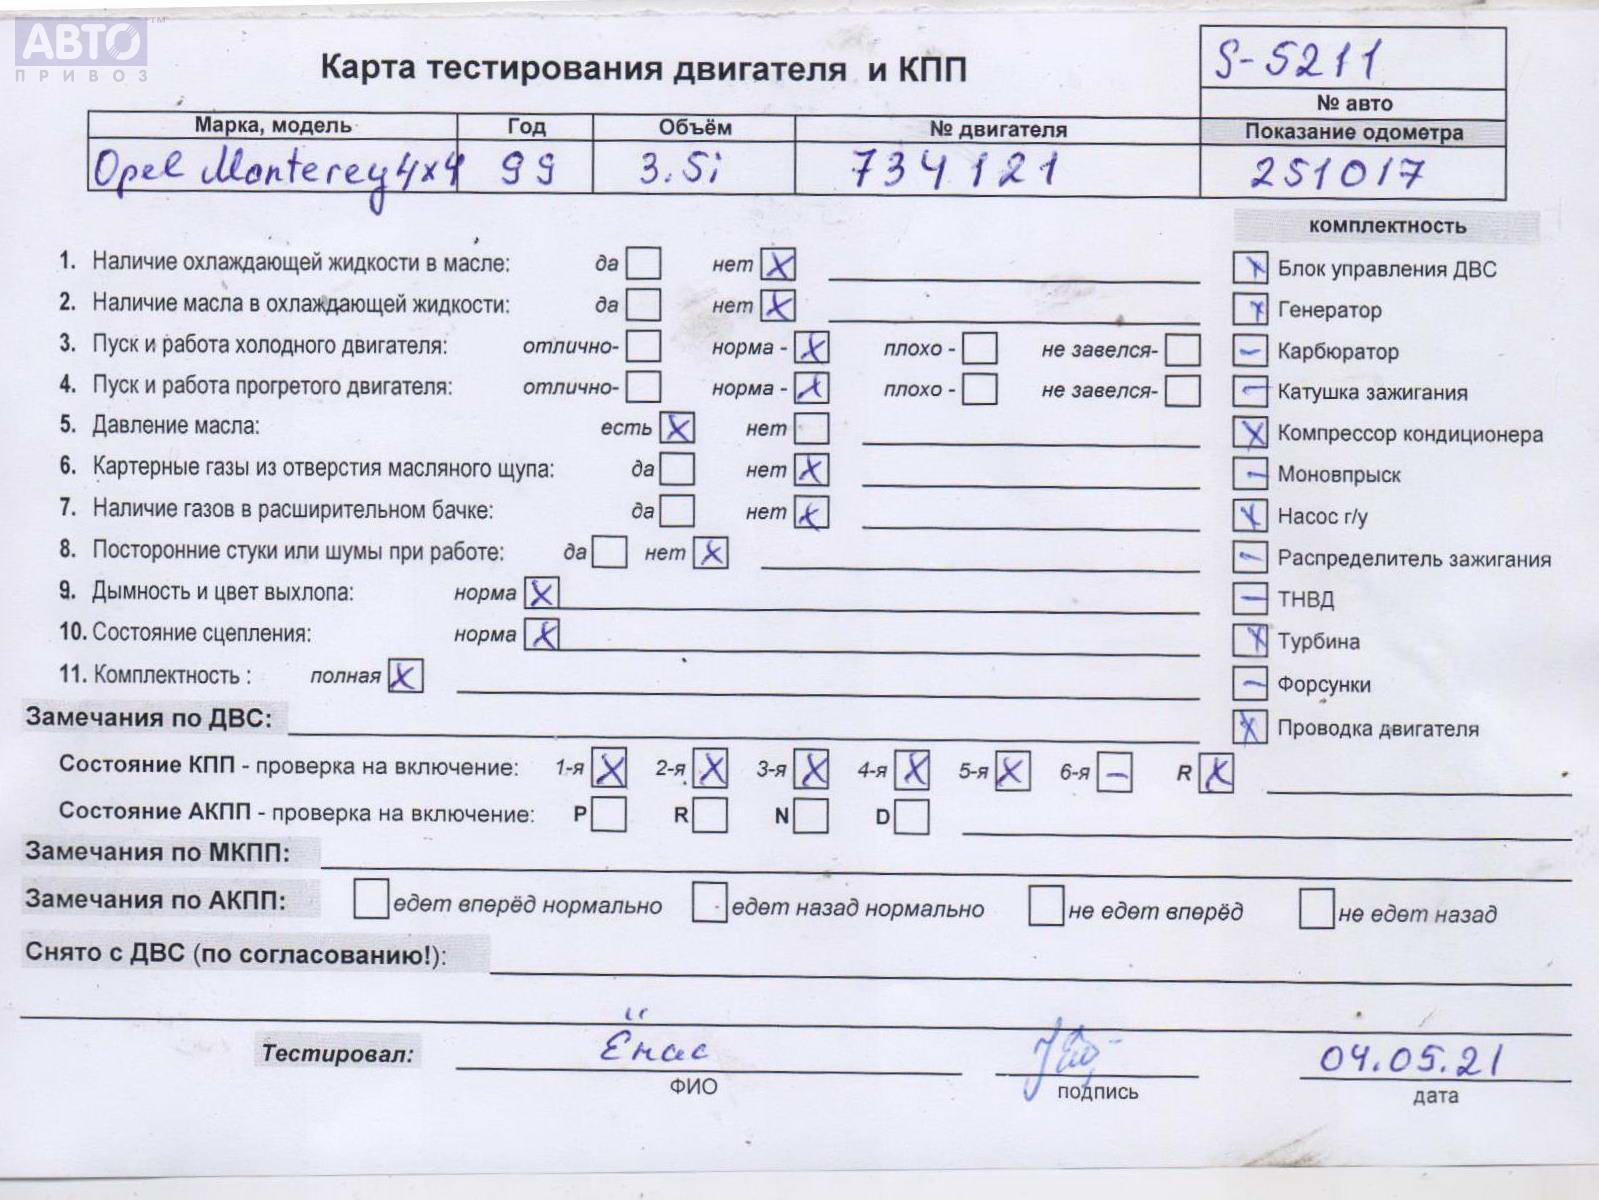 АВТО™
ПРИВОЗ
Карта тестирования двигателя и КПП
S-5211
№ авто
Марка, модель Год Объём № двигателя Показание одометра
Opel Monterey 4x4 99 3.5i 734121 251017
комплектность
1. Наличие охлаждающей жидкости в масле: да нет X
2. Наличие масла в охлаждающей жидкости: да нет X
3. Пуск и работа холодного двигателя: отлично- норма - X плохо - не завелся-
4. Пуск и работа прогретого двигателя: отлично- норма - X плохо - не завелся-
5. Давление масла: есть X нет
6. Картерные газы из отверстия масляного щупа: да нет X
7. Наличие газов в расширительном бачке: да нет X
8. Посторонние стуки или шумы при работе: да нет X
9. Дымность и цвет выхлопа: норма X
10. Состояние сцепления: норма X
11. Комплектность : полная X
X Блок управления ДВС
X Генератор
– Карбюратор
– Катушка зажигания
X Компрессор кондиционера
– Моновпрыск
X Насос г/у
– Распределитель зажигания
– ТНВД
X Турбина
– Форсунки
X Проводка двигателя
Замечания по ДВС:
Состояние КПП - проверка на включение: 1-я X 2-я X 3-я X 4-я X 5-я X 6-я – R X
Состояние АКПП - проверка на включение: P R N D
Замечания по МКПП:
Замечания по АКПП: едет вперёд нормально едет назад нормально не едет вперёд не едет назад
Снято с ДВС (по согласованию!):
Тестировал: Ёнас 04.05.21
ФИО подпись дата